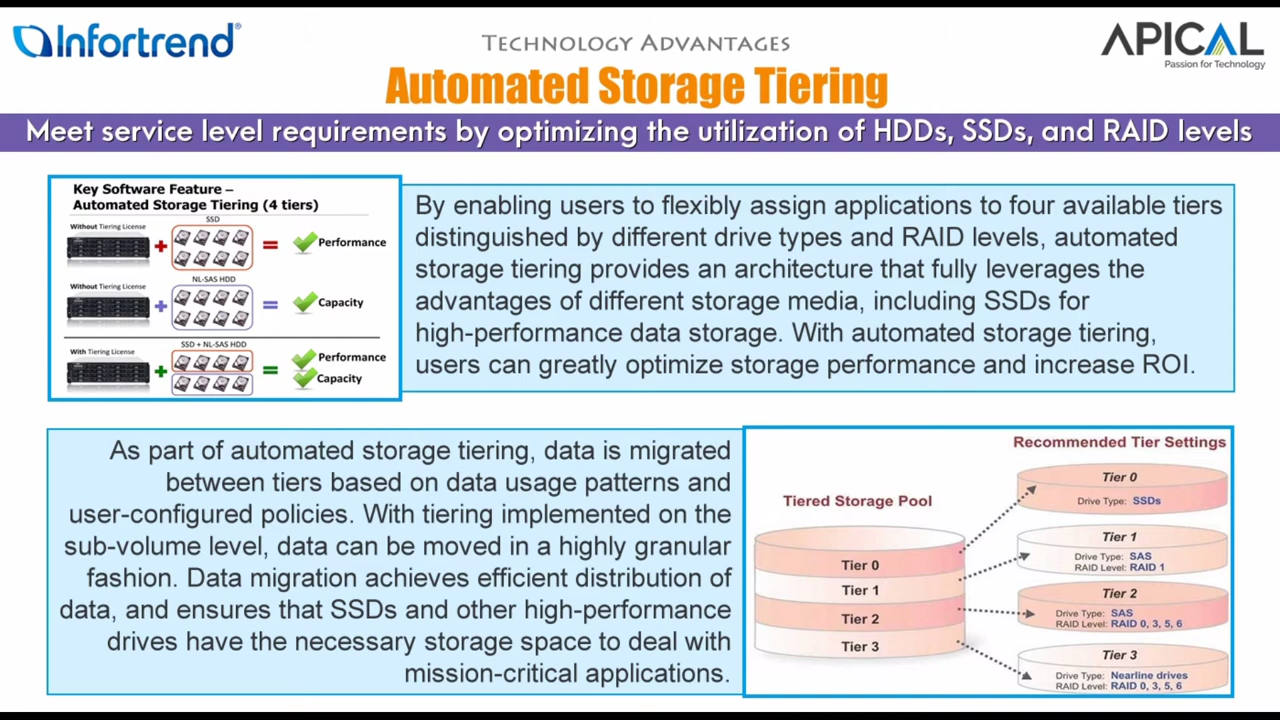 Infortrend®
TECHNOLOGY ADVANTAGES
APICAL
Passion for Technology
Automated Storage Tiering
Meet service level requirements by optimizing the utilization of HDDs, SSDs, and RAID levels
Key Software Feature –
Automated Storage Tiering (4 tiers)
SSD
Without Tiering License
Performance
NL-SAS HDD
Without Tiering License
Capacity
SSD + NL-SAS HDD
With Tiering License
Performance
Capacity
By enabling users to flexibly assign applications to four available tiers
distinguished by different drive types and RAID levels, automated
storage tiering provides an architecture that fully leverages the
advantages of different storage media, including SSDs for
high-performance data storage. With automated storage tiering,
users can greatly optimize storage performance and increase ROI.
As part of automated storage tiering, data is migrated
between tiers based on data usage patterns and
user-configured policies. With tiering implemented on the
sub-volume level, data can be moved in a highly granular
fashion. Data migration achieves efficient distribution of
data, and ensures that SSDs and other high-performance
drives have the necessary storage space to deal with
mission-critical applications.
Tiered Storage Pool
Tier 0
Tier 1
Tier 2
Tier 3
Recommended Tier Settings
Tier 0
Drive Type: SSDs
Tier 1
Drive Type: SAS
RAID Level: RAID 1
Tier 2
Drive Type: SAS
RAID Level: RAID 0, 3, 5, 6
Tier 3
Drive Type: Nearline drives
RAID Level: RAID 0, 3, 5, 6